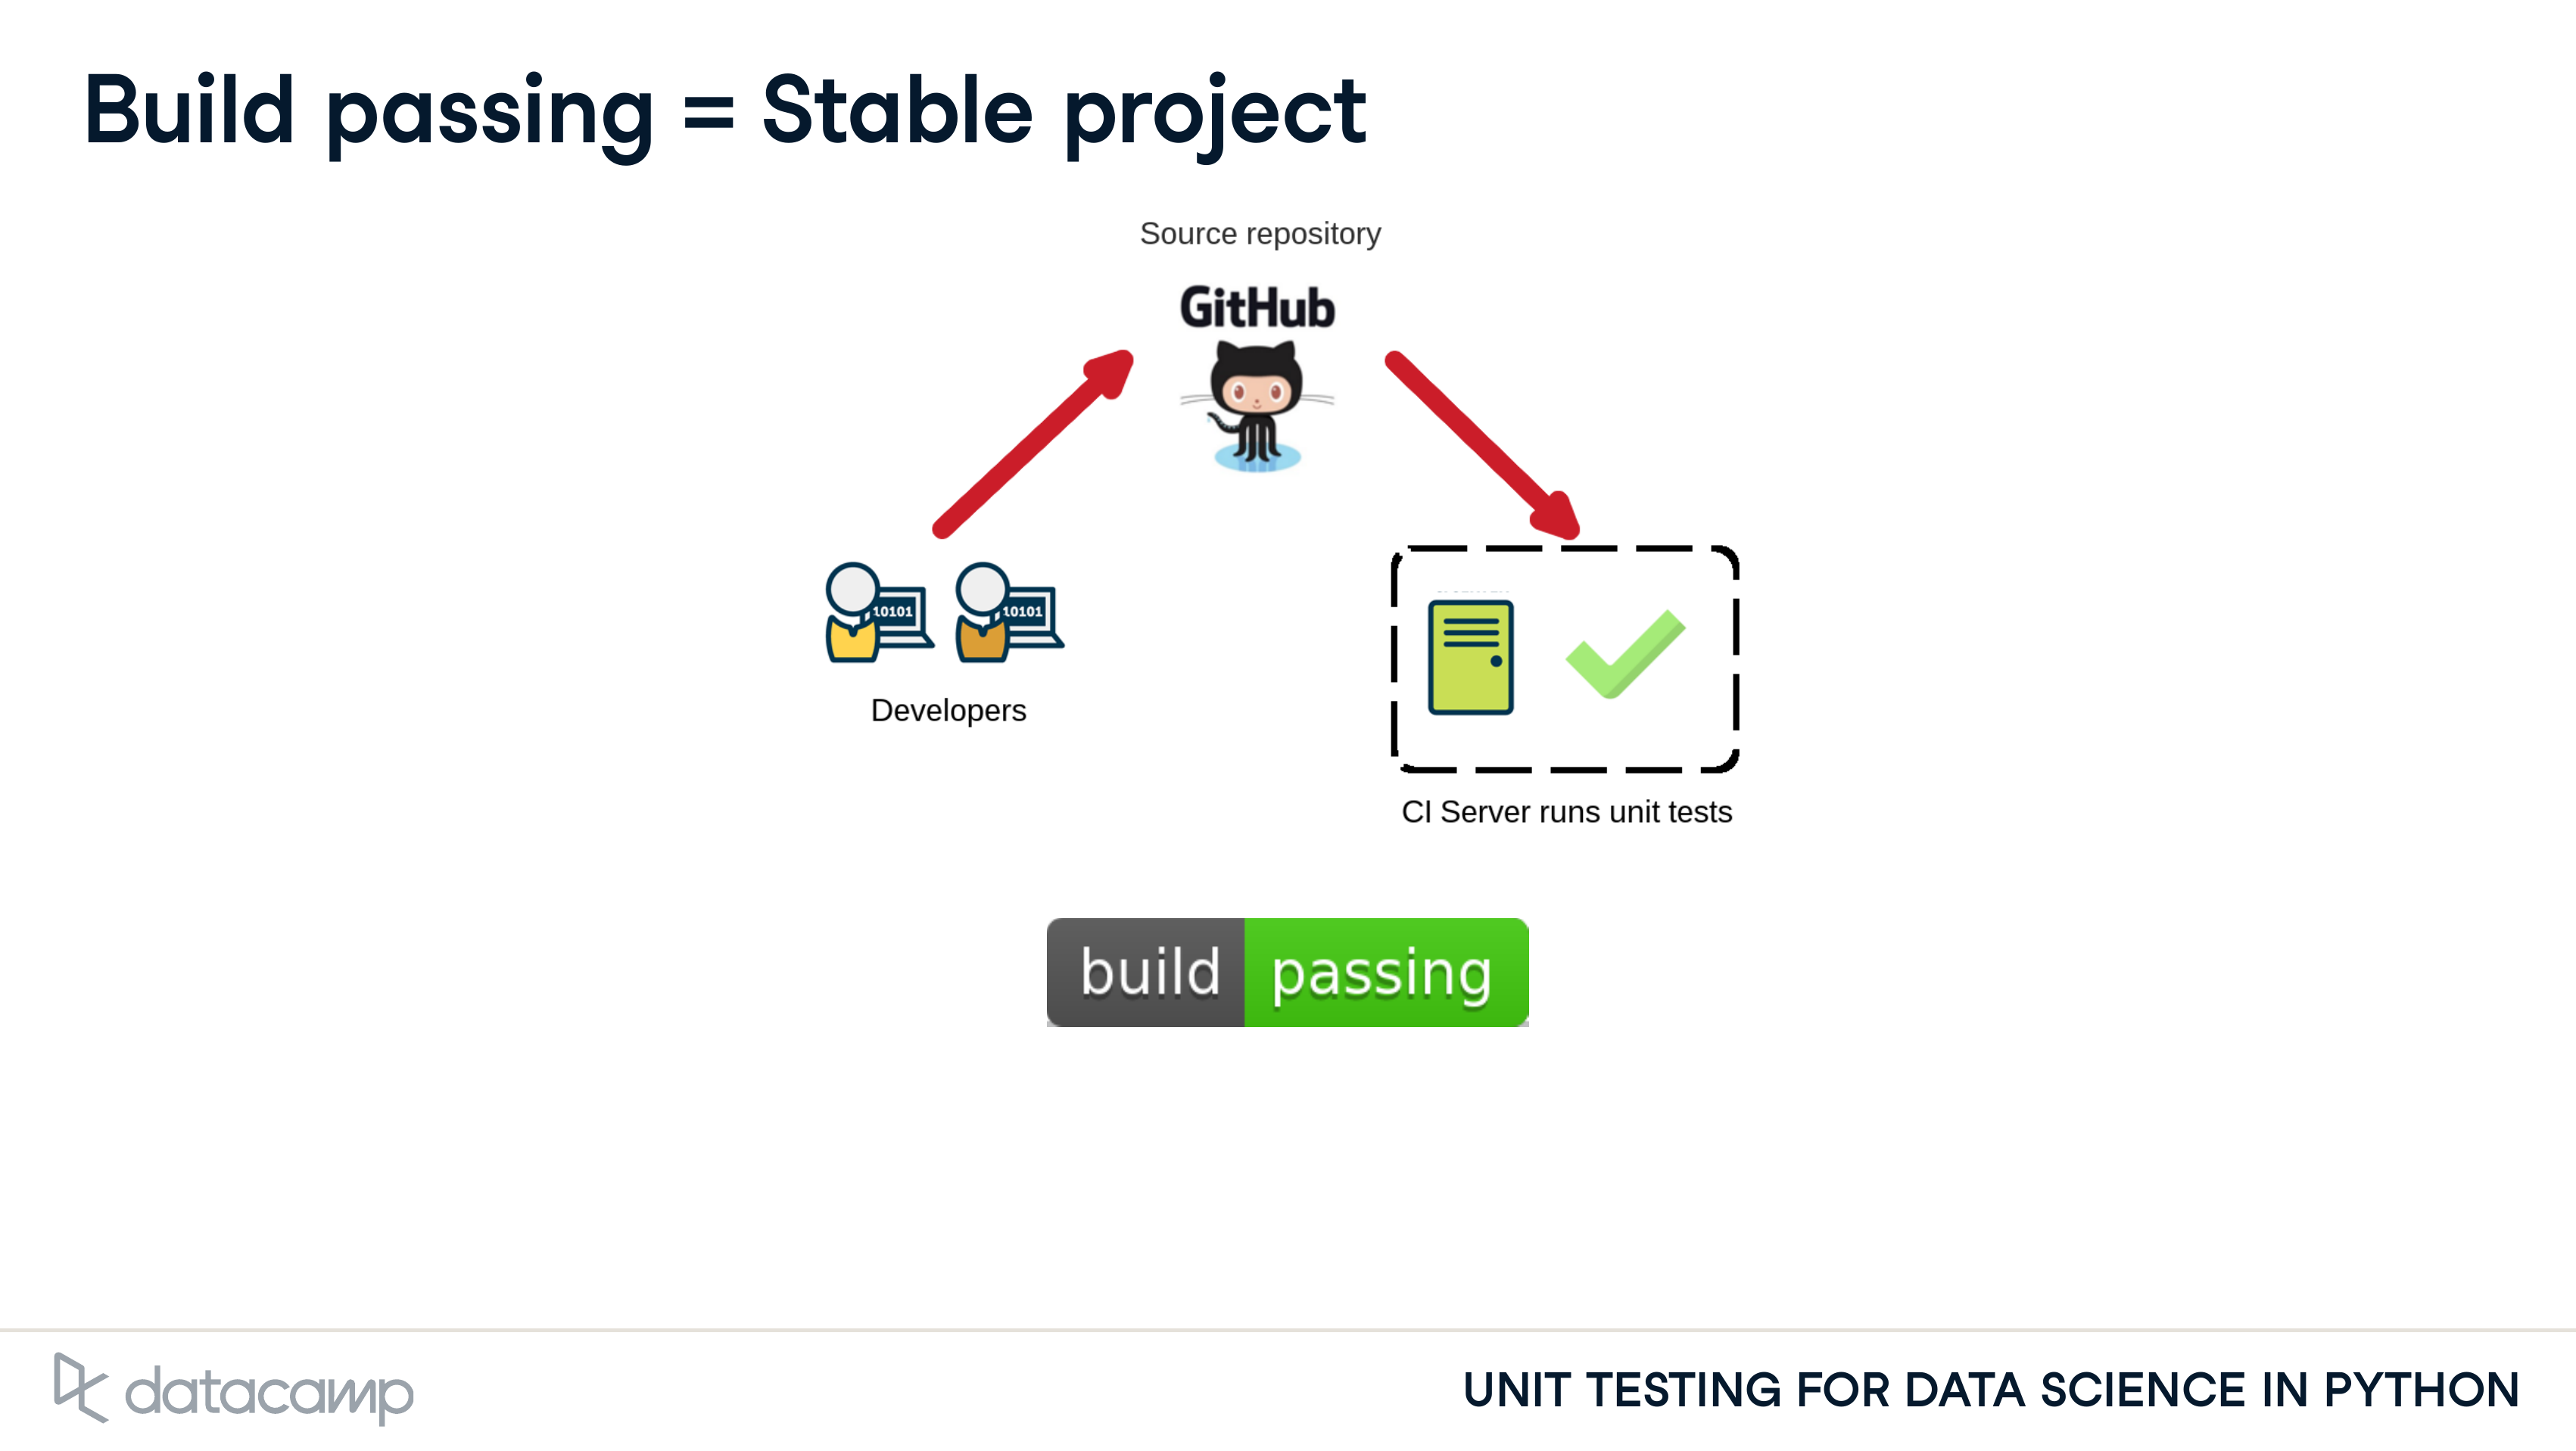 Build passing = Stable project
Source repository
GitHub
10101 10101
Developers
CI Server runs unit tests
build passing
datacamp
UNIT TESTING FOR DATA SCIENCE IN PYTHON